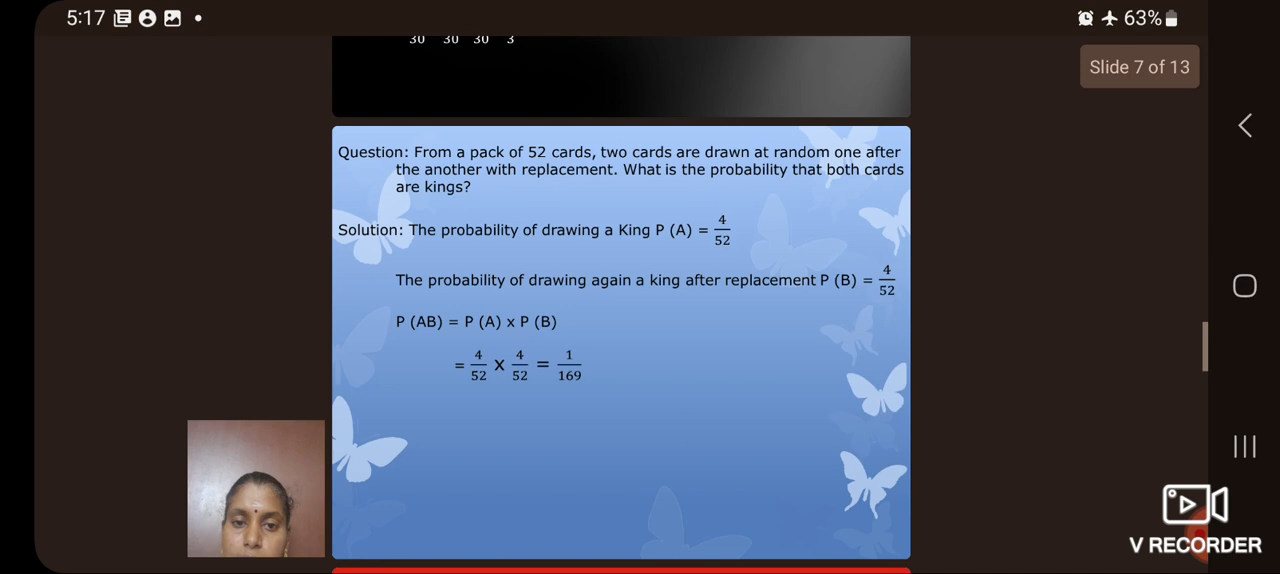 5:17
63%
30 30 30 3
Slide 7 of 13
Question: From a pack of 52 cards, two cards are drawn at random one after
the another with replacement. What is the probability that both cards
are kings?
Solution: The probability of drawing a King P (A) = 4/52
The probability of drawing again a king after replacement P (B) = 4/52
P (AB) = P (A) x P (B)
= 4/52 x 4/52 = 1/169
V RECORDER